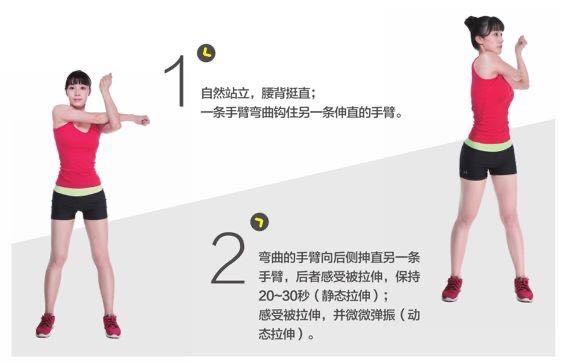 1
自然站立，腰背挺直；
一条手臂弯曲钩住另一条伸直的手臂。
2
弯曲的手臂向后侧抻直另一条
手臂，后者感受被拉伸，保持
20~30秒（静态拉伸）；
感受被拉伸，并微微弹振（动
态拉伸）。